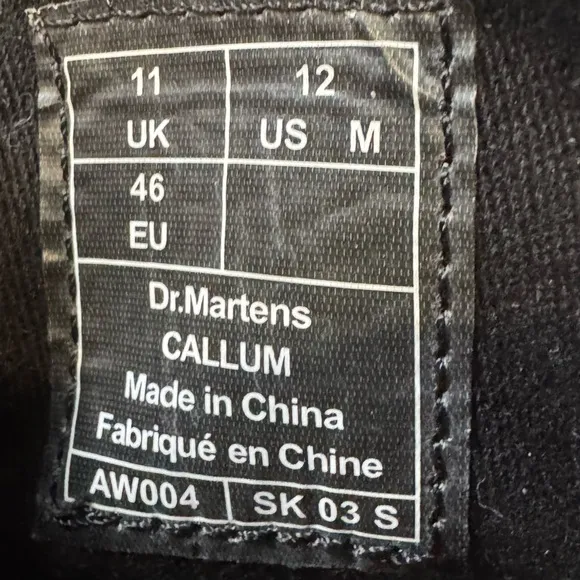 11 12
UK US M
46
EU
Dr.Martens
CALLUM
Made in China
Fabriqué en Chine
AW004 SK 03 S